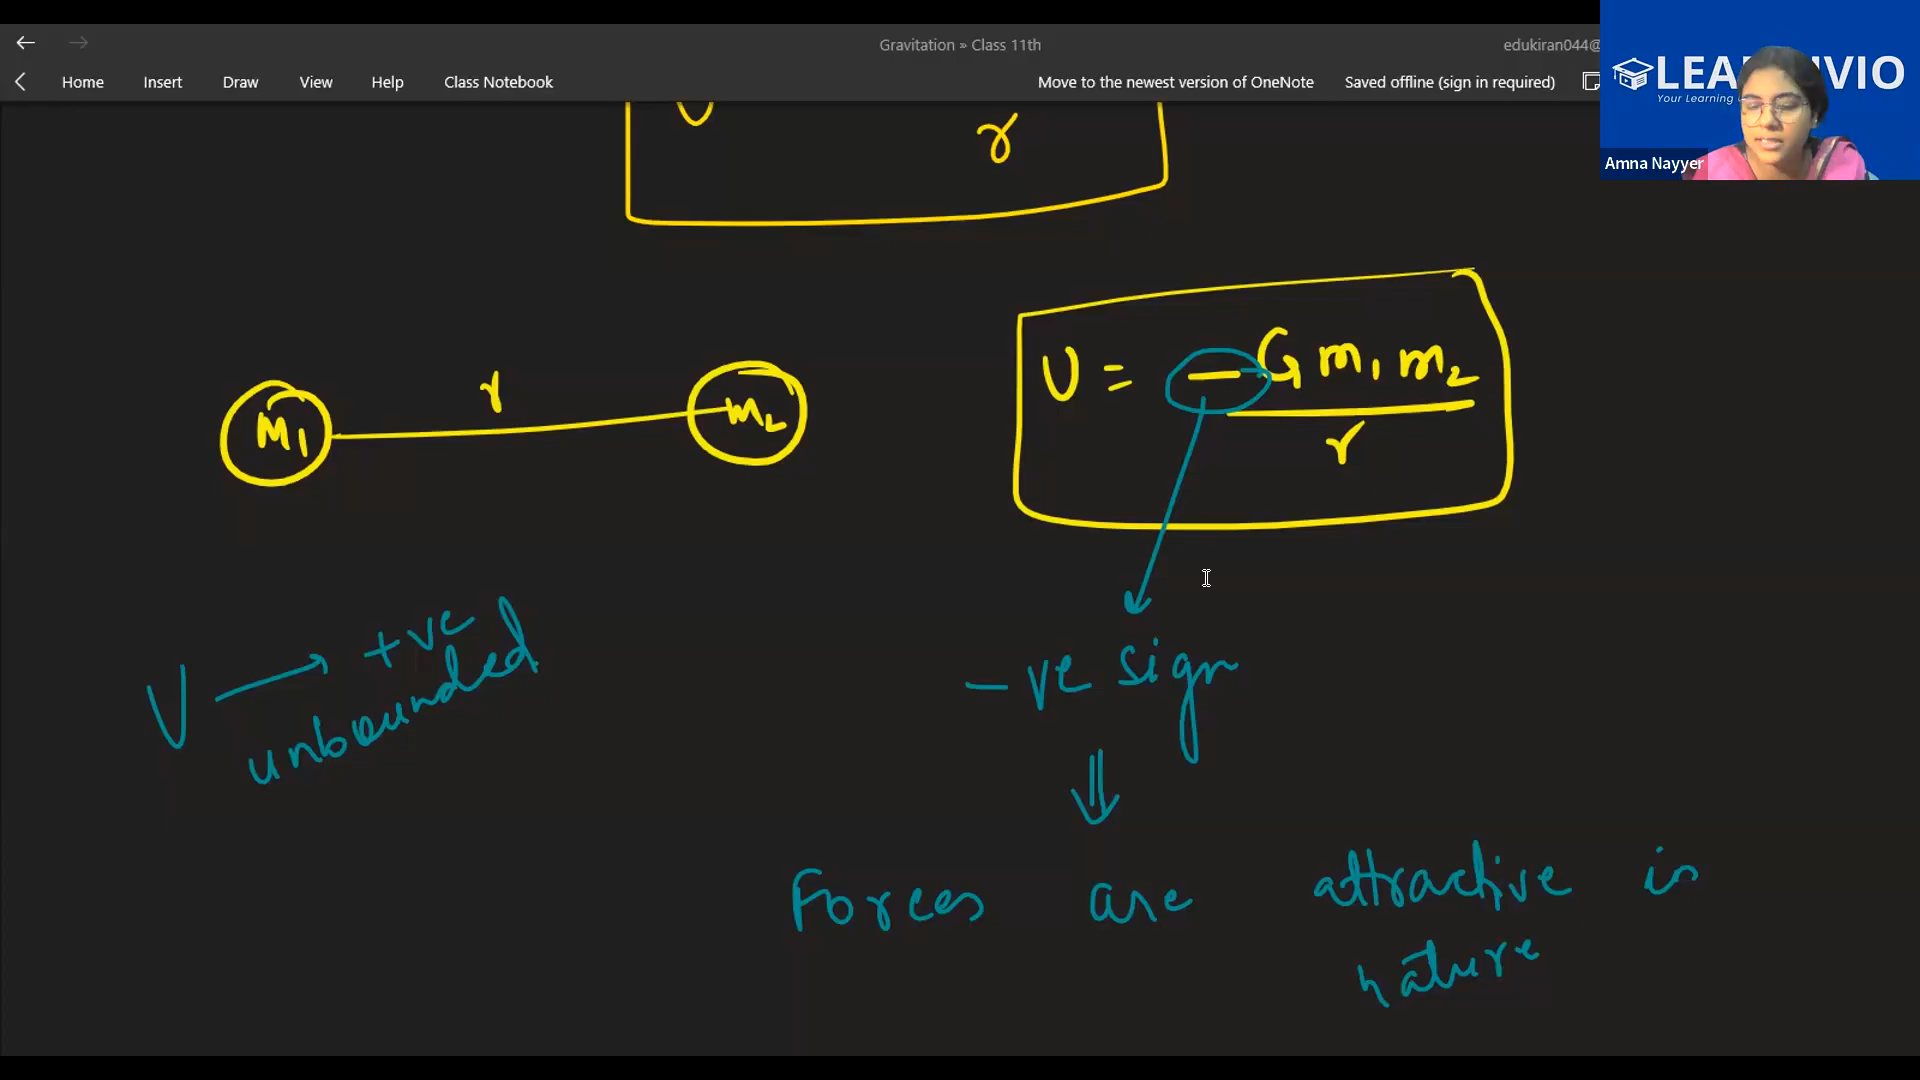 Gravitation » Class 11th
edukiran044@
Home Insert Draw View Help Class Notebook
Move to the newest version of OneNote Saved offline (sign in required)
LEA VIO
Your Learning
Amna Nayyer
r
M1 r m2
U = - G m1 m2
r
U → +ve
unbounded
-ve sign
⇓
Forces are attractive in
nature